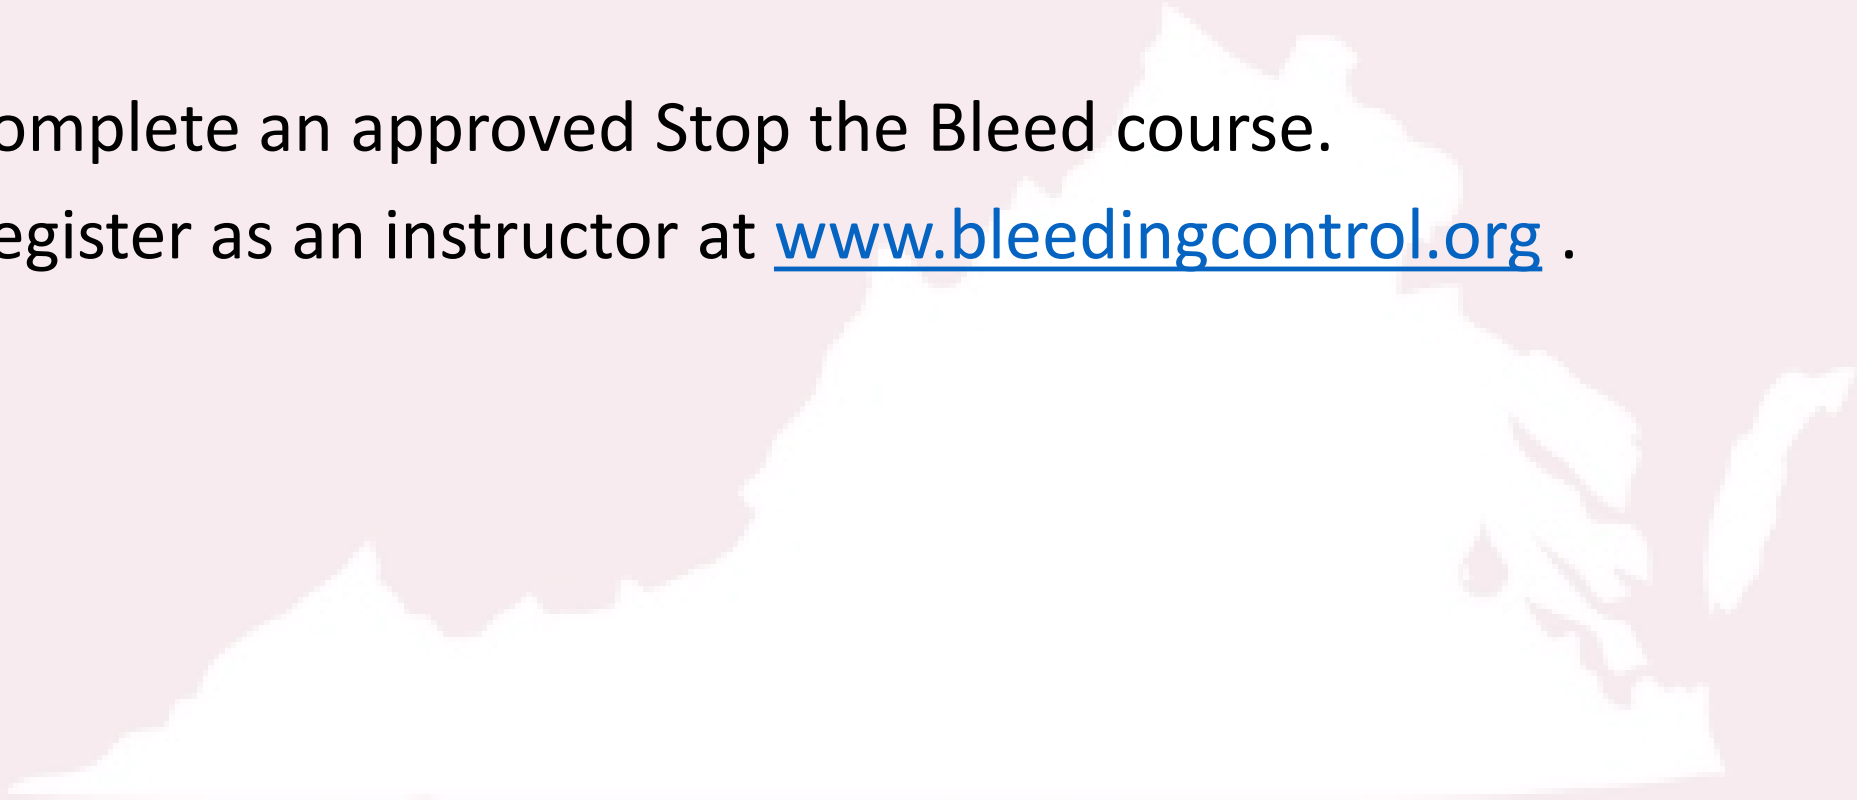 omplete an approved Stop the Bleed course.
egister as an instructor at www.bleedingcontrol.org .